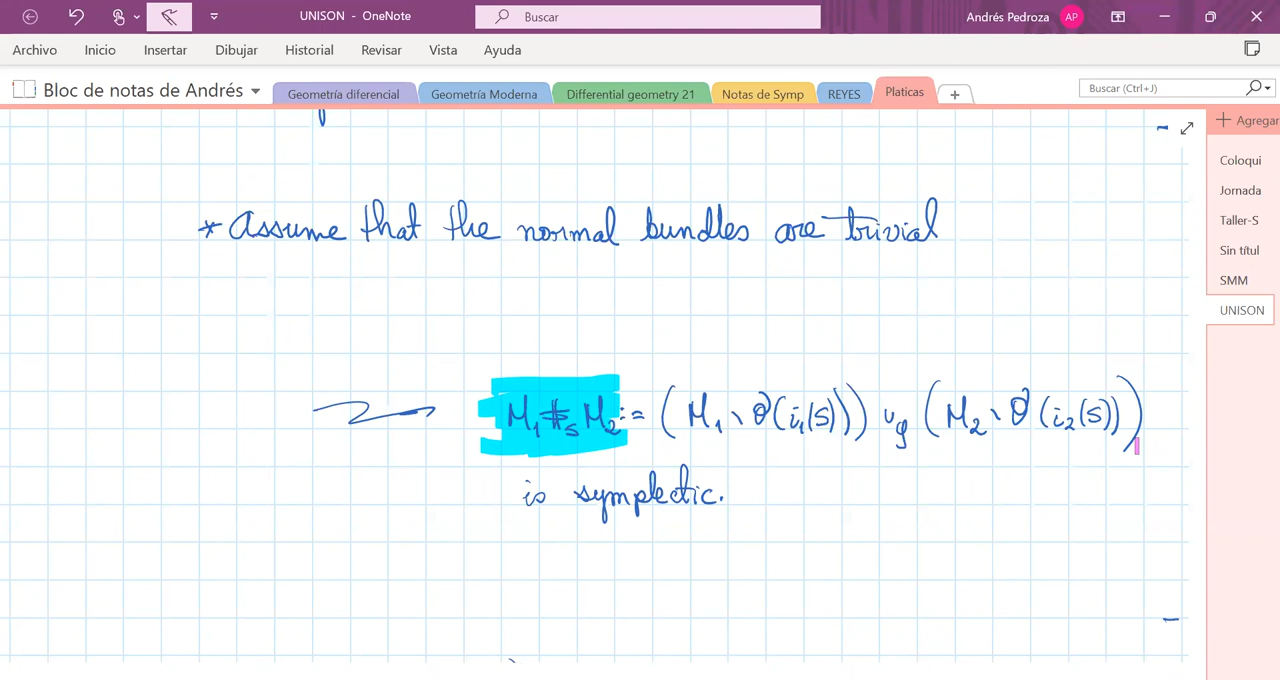 UNISON - OneNote
Buscar
Andrés Pedroza
AP
Archivo Inicio Insertar Dibujar Historial Revisar Vista Ayuda
Bloc de notas de Andrés
Geometría diferencial
Geometría Moderna
Differential geometry 21
Notas de Symp
REYES
Platicas
Buscar (Ctrl+J)
Agregar
Coloqui
Jornada
Taller-S
Sin títul
SMM
UNISON
* Assume that the normal bundles are trivial
M₁ #ₛ M₂ := (M₁ \ 𝒪(i₁(S))) ∪_g (M₂ \ 𝒪(i₂(S)))
is symplectic.